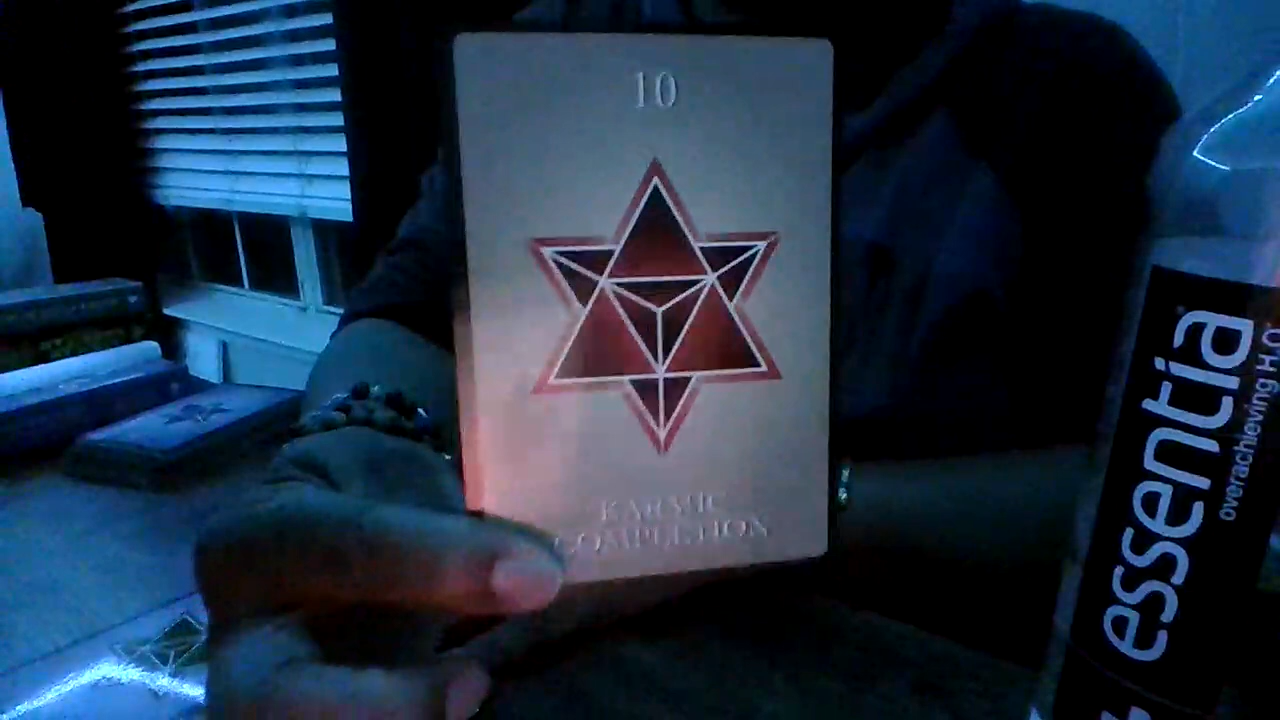 10
KARMIC
COMPLETION
essentia
overachieving H₂O